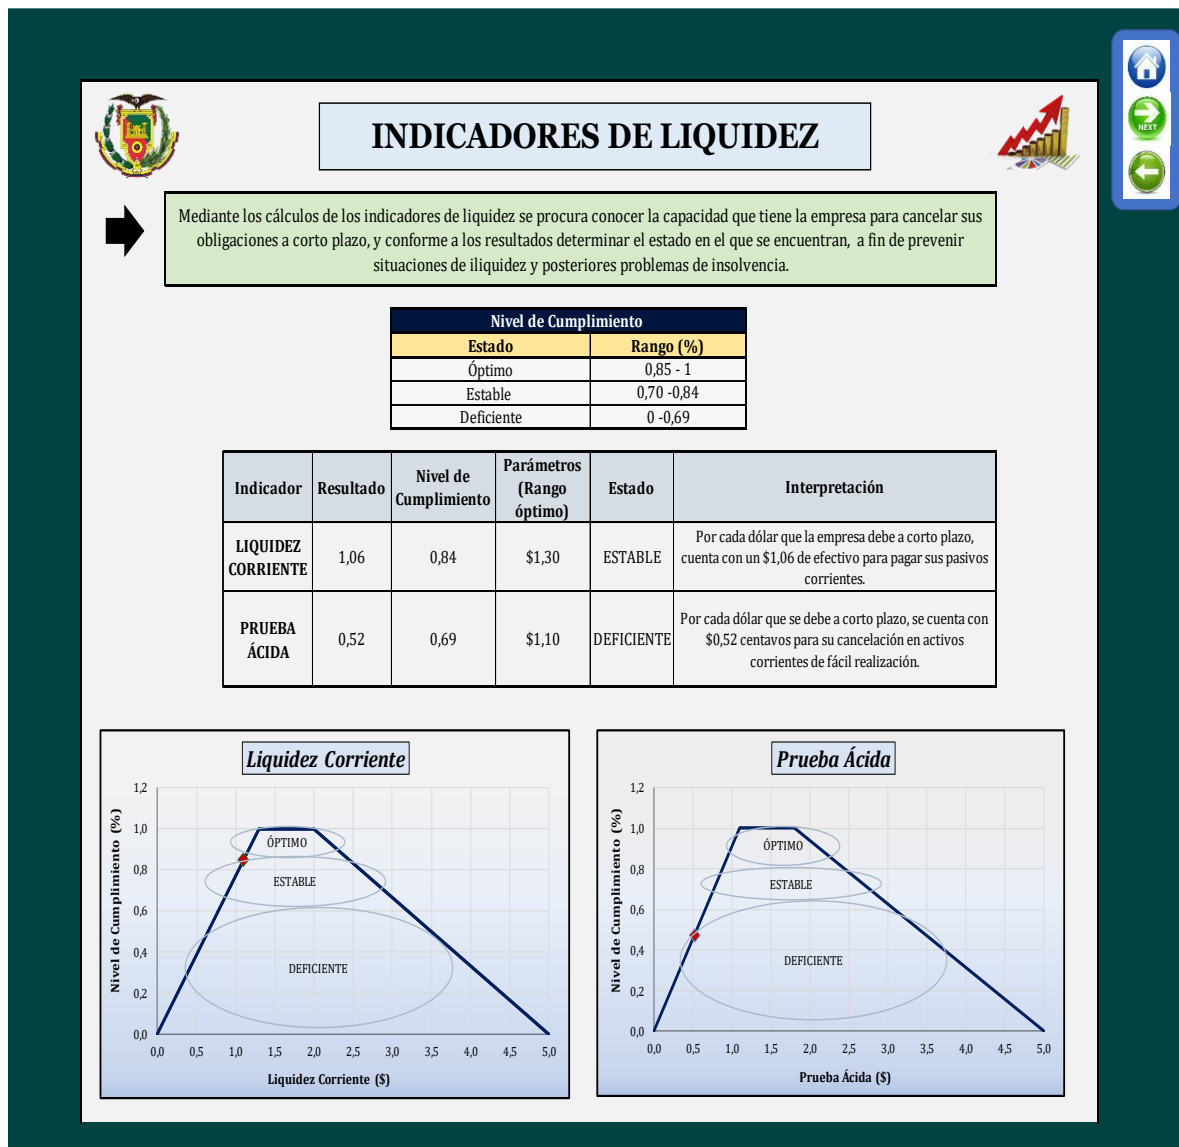 INDICADORES DE LIQUIDEZ
NEXT
Mediante los cálculos de los indicadores de liquidez se procura conocer la capacidad que tiene la empresa para cancelar sus
obligaciones a corto plazo, y conforme a los resultados determinar el estado en el que se encuentran, a fin de prevenir
situaciones de iliquidez y posteriores problemas de insolvencia.
Nivel de Cumplimiento
Estado Rango (%)
Óptimo 0,85 - 1
Estable 0,70 -0,84
Deficiente 0 -0,69
Indicador Resultado Nivel de Cumplimiento Parámetros (Rango óptimo) Estado Interpretación
LIQUIDEZ CORRIENTE 1,06 0,84 $1,30 ESTABLE Por cada dólar que la empresa debe a corto plazo,
cuenta con un $1,06 de efectivo para pagar sus pasivos
corrientes.
PRUEBA ÁCIDA 0,52 0,69 $1,10 DEFICIENTE Por cada dólar que se debe a corto plazo, se cuenta con
$0,52 centavos para su cancelación en activos
corrientes de fácil realización.
Liquidez Corriente
Nivel de Cumplimiento (%)
1,2
1,0
0,8
0,6
0,4
0,2
0,0
ÓPTIMO
ESTABLE
DEFICIENTE
0,0 0,5 1,0 1,5 2,0 2,5 3,0 3,5 4,0 4,5 5,0
Liquidez Corriente ($)
Prueba Ácida
Nivel de Cumplimiento (%)
1,2
1,0
0,8
0,6
0,4
0,2
0,0
ÓPTIMO
ESTABLE
DEFICIENTE
0,0 0,5 1,0 1,5 2,0 2,5 3,0 3,5 4,0 4,5 5,0
Prueba Ácida ($)